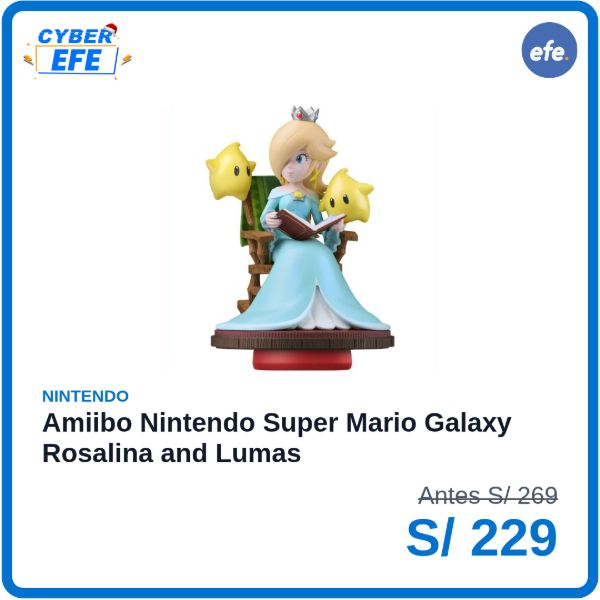 CYBER
EFE
efe.
NINTENDO
Amiibo Nintendo Super Mario Galaxy
Rosalina and Lumas
Antes S/ 269
S/ 229